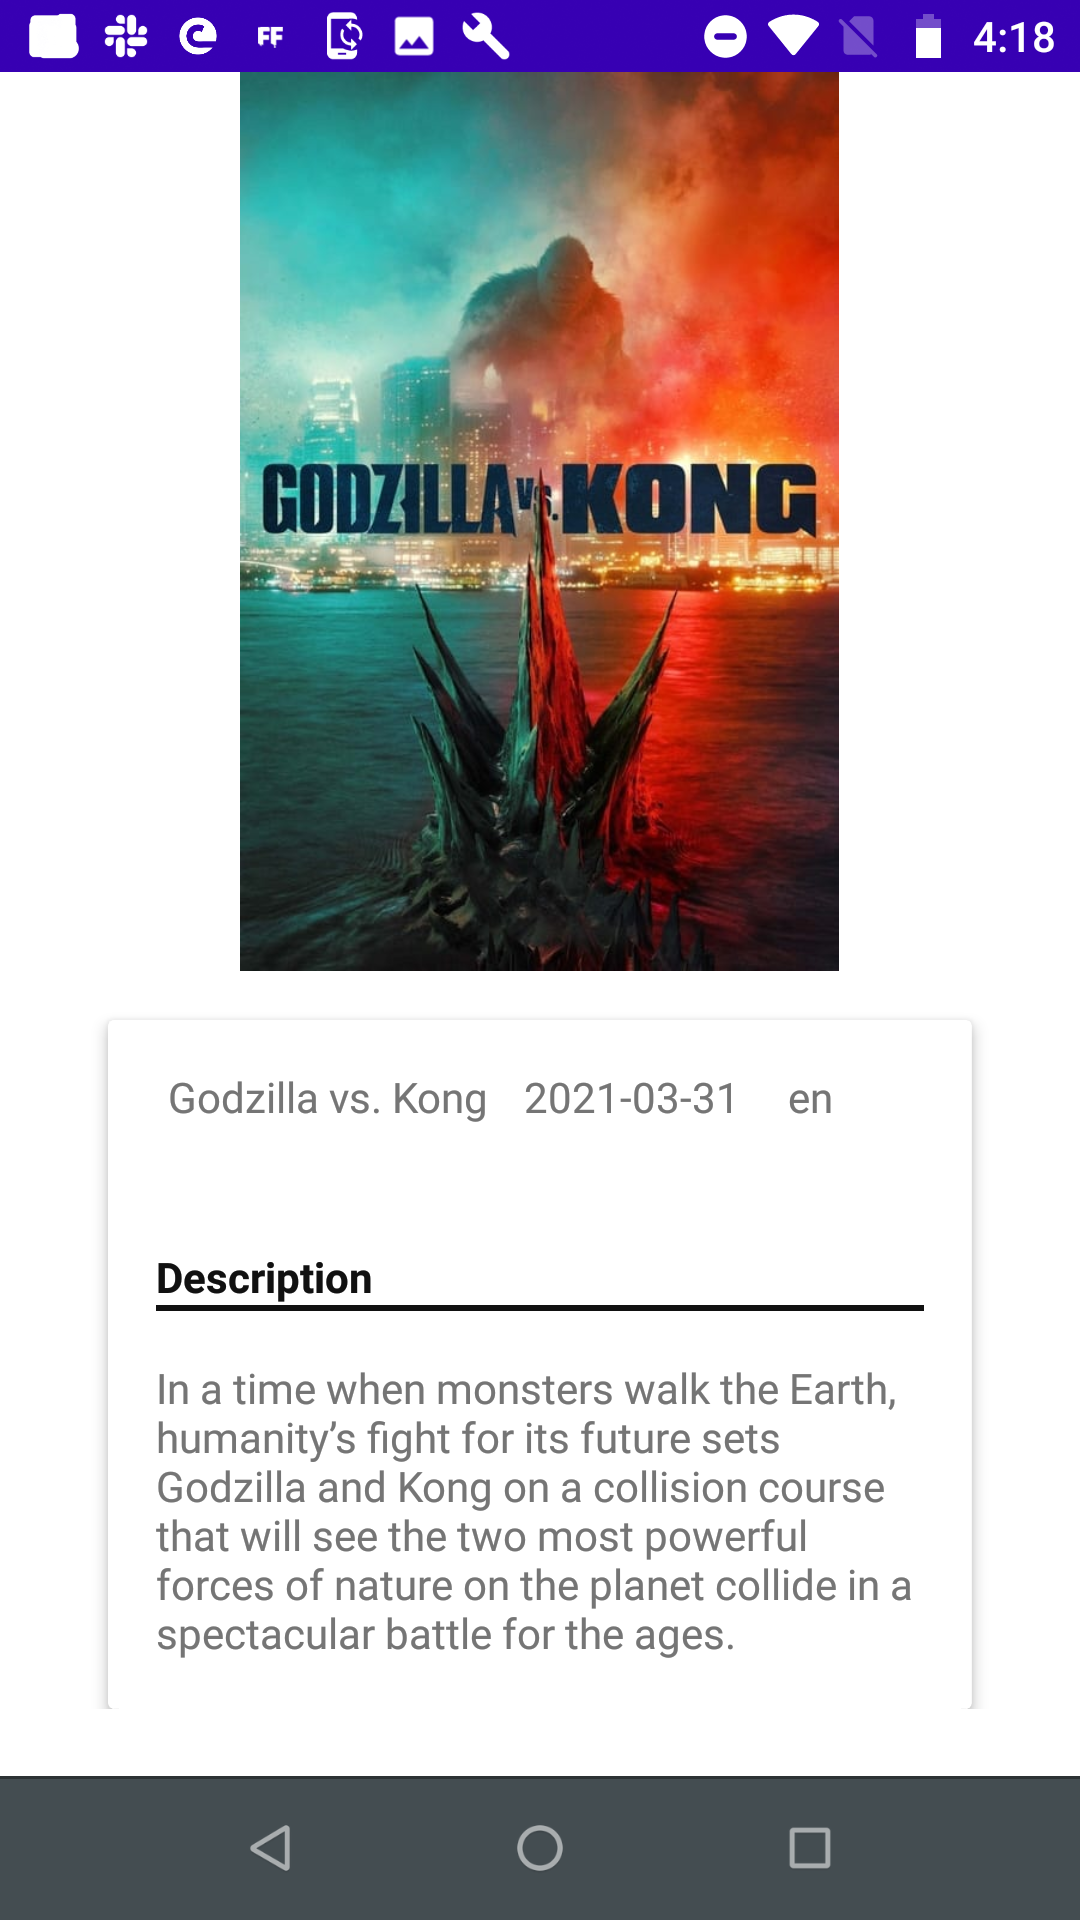 FF 4:18
GODZILLA VS. KONG
Godzilla vs. Kong 2021-03-31 en
Description
In a time when monsters walk the Earth,
humanity’s fight for its future sets
Godzilla and Kong on a collision course
that will see the two most powerful
forces of nature on the planet collide in a
spectacular battle for the ages.